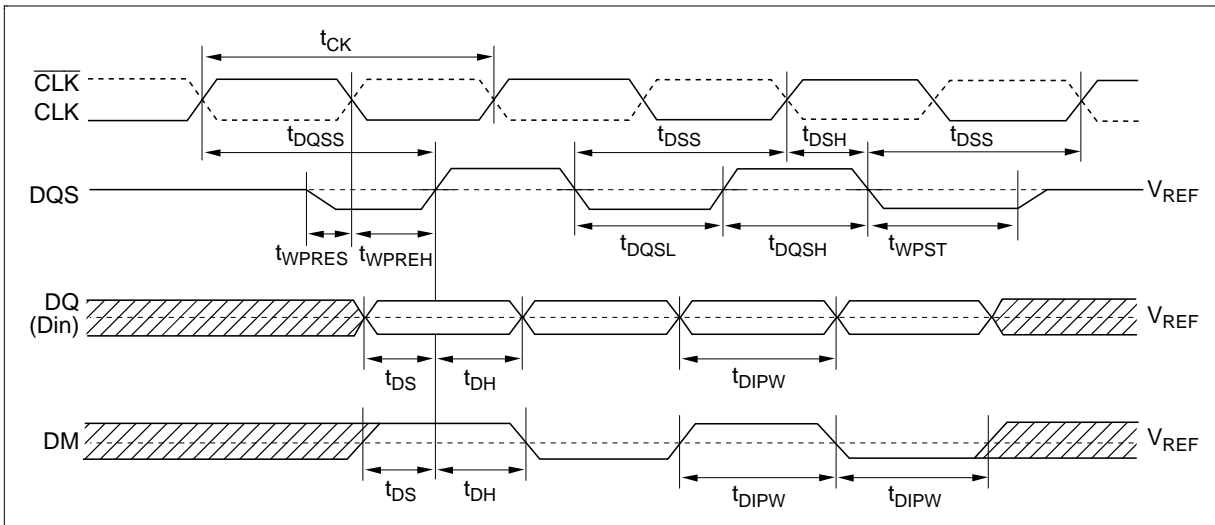 tCK
CLK
CLK
tDQSS tDSS tDSH tDSS
DQS VREF
tWPRES tWPREH tDQSL tDQSH tWPST
DQ
(Din) VREF
tDS tDH tDIPW
DM VREF
tDS tDH tDIPW tDIPW